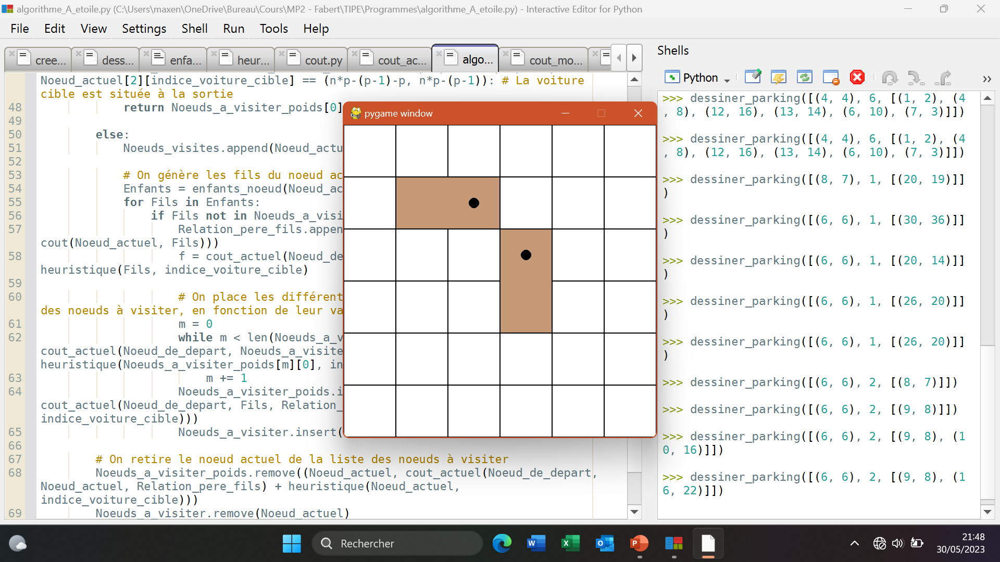 algorithme_A_etoile.py (C:\Users\maxen\OneDrive\Bureau\Cours\MP2 - Fabert\TIPE\Programmes\algorithme_A_etoile.py) - Interactive Editor for Python
File Edit View Settings Shell Run Tools Help
cree... dess... enfa... heur... cout.py cout_ac... algo... cout_mo...
Noeud_actuel[2][indice_voiture_cible] == (n*p-(p-1)-p, n*p-(p-1)): # La voiture
cible est située à la sortie
48 return Noeuds_a_visiter_poids[0]
49
50 else:
51 Noeuds_visites.append(Noeud_actu
52
53 # On génère les fils du noeud ac
54 Enfants = enfants_noeud(Noeud_ac
55 for Fils in Enfants:
56 if Fils not in Noeuds_a_visi
57 Relation_pere_fils.appen
cout(Noeud_actuel, Fils)))
58 f = cout_actuel(Noeud_de
heuristique(Fils, indice_voiture_cible)
59
60 # On place les différent
des noeuds à visiter, en fonction de leur va
61 m = 0
62 while m < len(Noeuds_a_v
cout_actuel(Noeud_de_depart, Noeuds_a_visite
heuristique(Noeuds_a_visiter_poids[m][0], in
63 m += 1
64 Noeuds_a_visiter_poids.i
cout_actuel(Noeud_de_depart, Fils, Relation_
indice_voiture_cible)))
65 Noeuds_a_visiter.insert(
66
67 # On retire le noeud actuel de la liste des noeuds à visiter
68 Noeuds_a_visiter_poids.remove((Noeud_actuel, cout_actuel(Noeud_de_depart,
Noeud_actuel, Relation_pere_fils) + heuristique(Noeud_actuel,
indice_voiture_cible)))
69 Noeuds_a_visiter.remove(Noeud_actuel)
pygame window
Shells
Python
>>> dessiner_parking([(4, 4), 6, [(1, 2), (4
, 8), (12, 16), (13, 14), (6, 10), (7, 3)]])
>>> dessiner_parking([(4, 4), 6, [(1, 2), (4
, 8), (12, 16), (13, 14), (6, 10), (7, 3)]])
>>> dessiner_parking([(8, 7), 1, [(20, 19)]]
)
>>> dessiner_parking([(6, 6), 1, [(30, 36)]]
)
>>> dessiner_parking([(6, 6), 1, [(20, 14)]]
)
>>> dessiner_parking([(6, 6), 1, [(26, 20)]]
)
>>> dessiner_parking([(6, 6), 1, [(26, 20)]]
)
>>> dessiner_parking([(6, 6), 2, [(8, 7)]])
>>> dessiner_parking([(6, 6), 2, [(9, 8)]])
>>> dessiner_parking([(6, 6), 2, [(9, 8), (1
0, 16)]])
>>> dessiner_parking([(6, 6), 2, [(9, 8), (1
6, 22)]])
Rechercher
21:48
30/05/2023